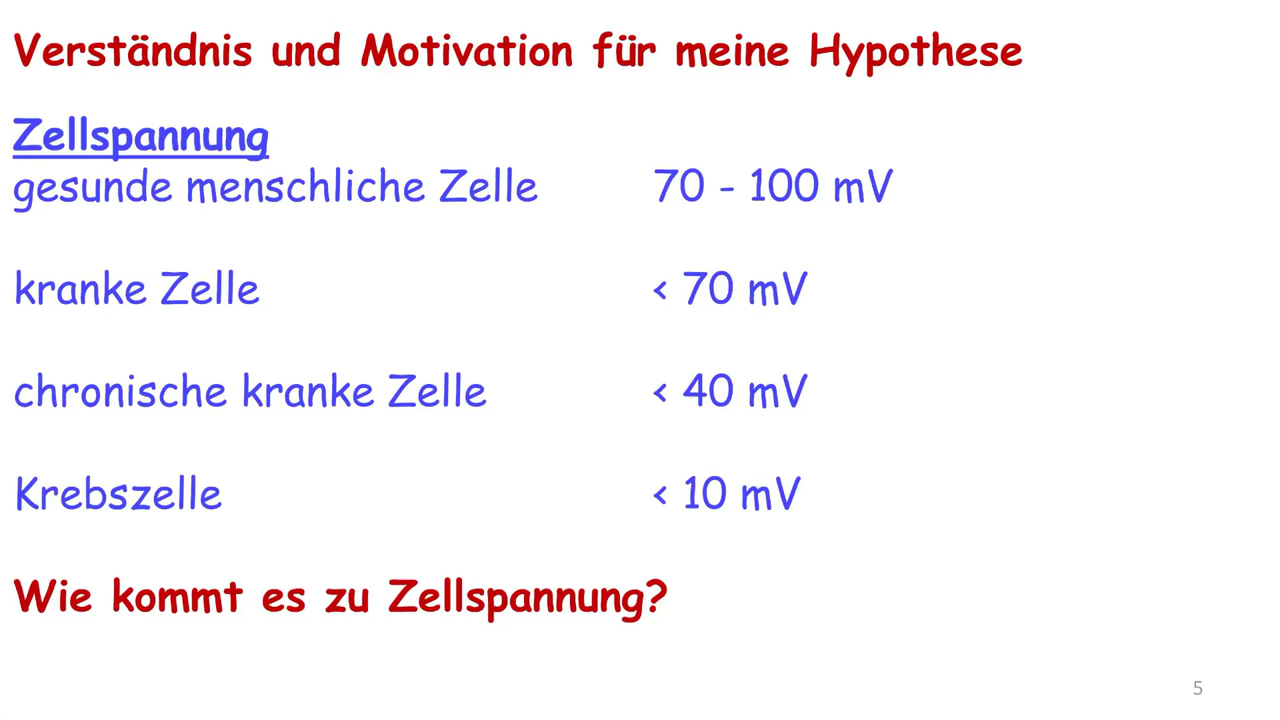 Verständnis und Motivation für meine Hypothese
Zellspannung
gesunde menschliche Zelle 70 - 100 mV
kranke Zelle < 70 mV
chronische kranke Zelle < 40 mV
Krebszelle < 10 mV
Wie kommt es zu Zellspannung?
5